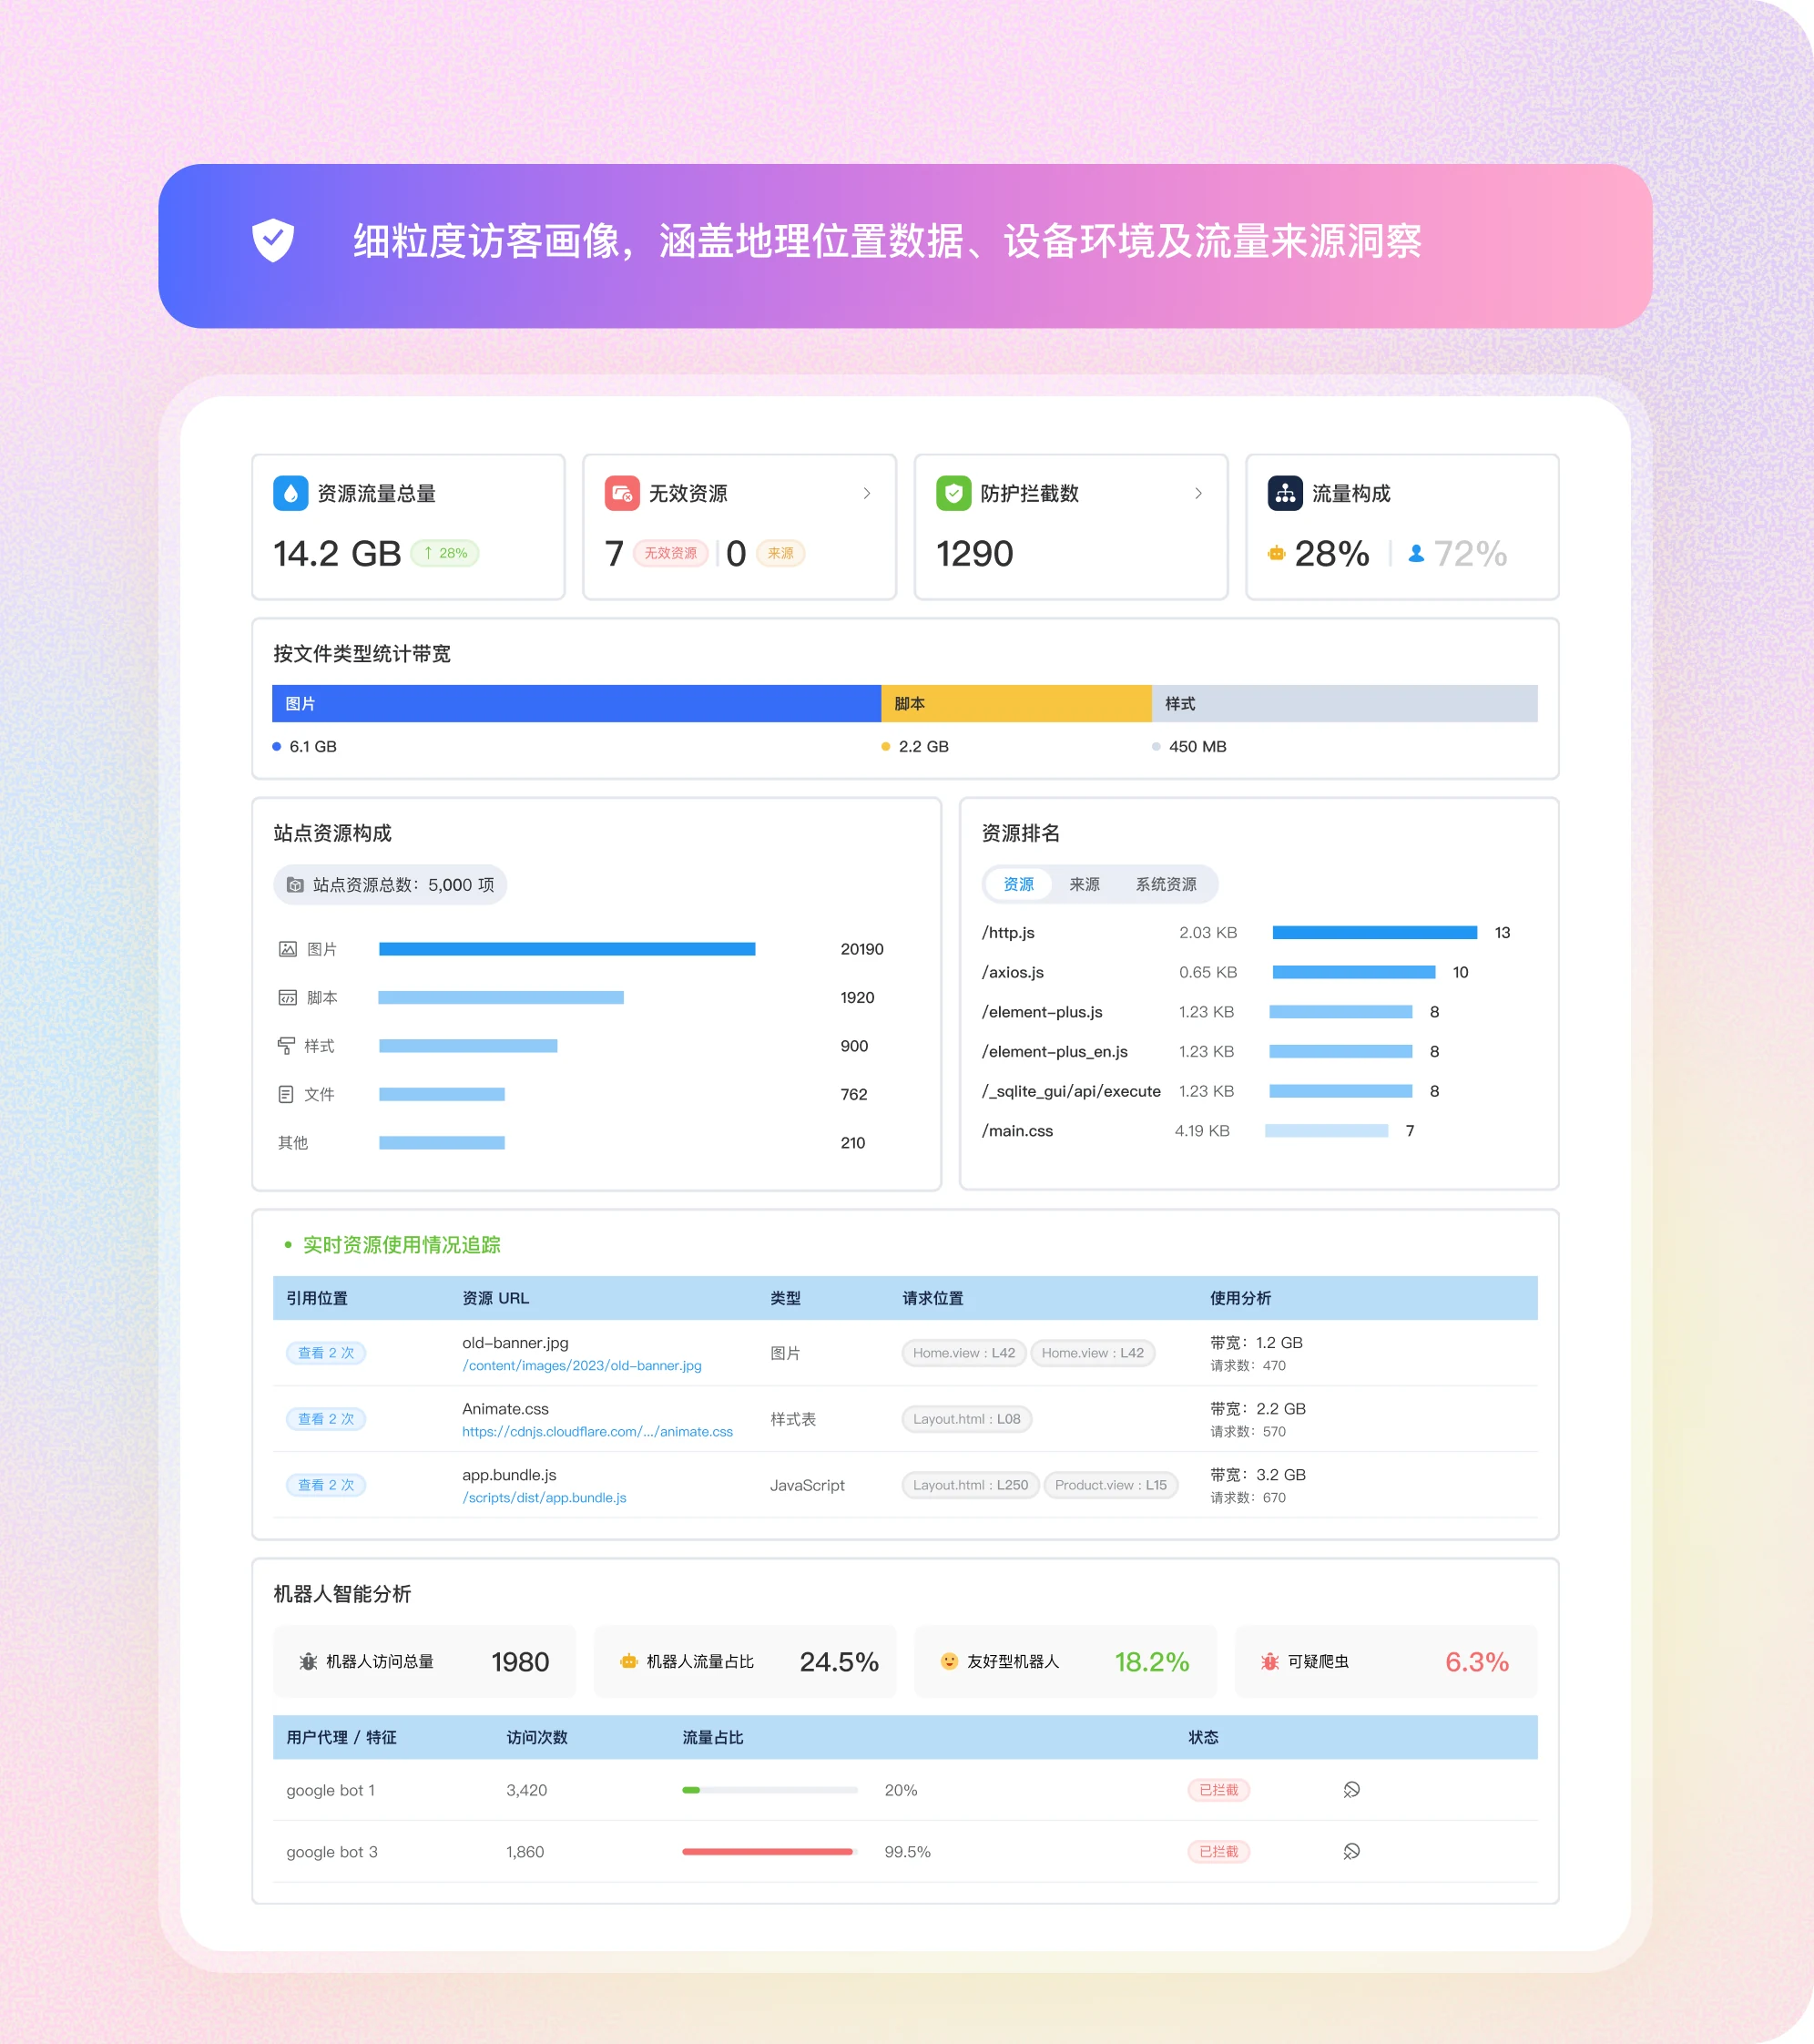 细粒度访客画像，涵盖地理位置数据、设备环境及流量来源洞察
资源流量总量
14.2 GB ↑ 28%
无效资源
7 无效资源 0 来源
防护拦截数
1290
流量构成
28% 72%
按文件类型统计带宽
图片 脚本 样式
6.1 GB 2.2 GB 450 MB
站点资源构成
站点资源总数：5,000 项
图片 20190
脚本 1920
样式 900
文件 762
其他 210
资源排名
资源 来源 系统资源
/http.js 2.03 KB 13
/axios.js 0.65 KB 10
/element-plus.js 1.23 KB 8
/element-plus_en.js 1.23 KB 8
/_sqlite_gui/api/execute 1.23 KB 8
/main.css 4.19 KB 7
实时资源使用情况追踪
引用位置 资源 URL 类型 请求位置 使用分析
查看 2 次 old-banner.jpg 图片 Home.view : L42 Home.view : L42 带宽：1.2 GB
/content/images/2023/old-banner.jpg 请求数：470
查看 2 次 Animate.css 样式表 Layout.html : L08 带宽：2.2 GB
https://cdnjs.cloudflare.com/.../animate.css 请求数：570
查看 2 次 app.bundle.js JavaScript Layout.html : L250 Product.view : L15 带宽：3.2 GB
/scripts/dist/app.bundle.js 请求数：670
机器人智能分析
机器人访问总量 1980
机器人流量占比 24.5%
友好型机器人 18.2%
可疑爬虫 6.3%
用户代理 / 特征 访问次数 流量占比 状态
google bot 1 3,420 20% 已拦截
google bot 3 1,860 99.5% 已拦截